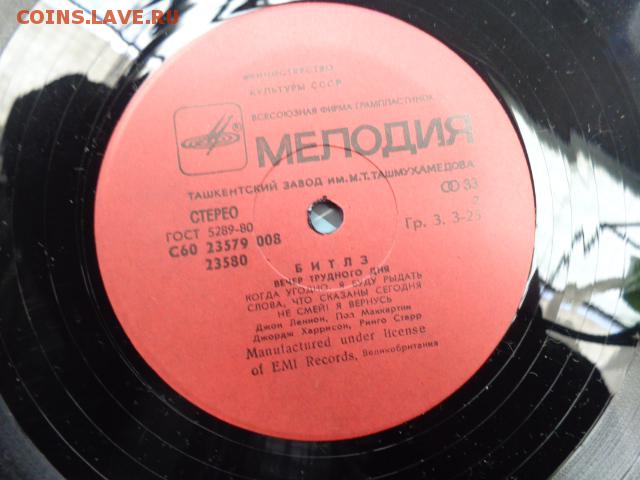 COINS.LAVE.RU
МИНИСТЕРСТВО
КУЛЬТУРЫ СССР
ВСЕСОЮЗНАЯ ФИРМА ГРАМПЛАСТИНОК
МЕЛОДИЯ
ТАШКЕНТСКИЙ ЗАВОД ИМ. М.Т.ТАШМУХАМЕДОВА
СТЕРЕО
33
ГОСТ 5289-80
2
С60 23579 008
Гр. 3. 3-25
23580
БИТЛЗ
ВЕЧЕР ТРУДНОГО ДНЯ
КОГДА УГОДНО. Я БУДУ РЫДАТЬ
СЛОВА, ЧТО СКАЗАНЫ СЕГОДНЯ
НЕ СМЕЙ! Я ВЕРНУСЬ
Джон Леннон, Пол Маккартни
Джордж Харрисон, Ринго Старр
Manufactured under license
of EMI Records, Великобритания
coins.lave.ru